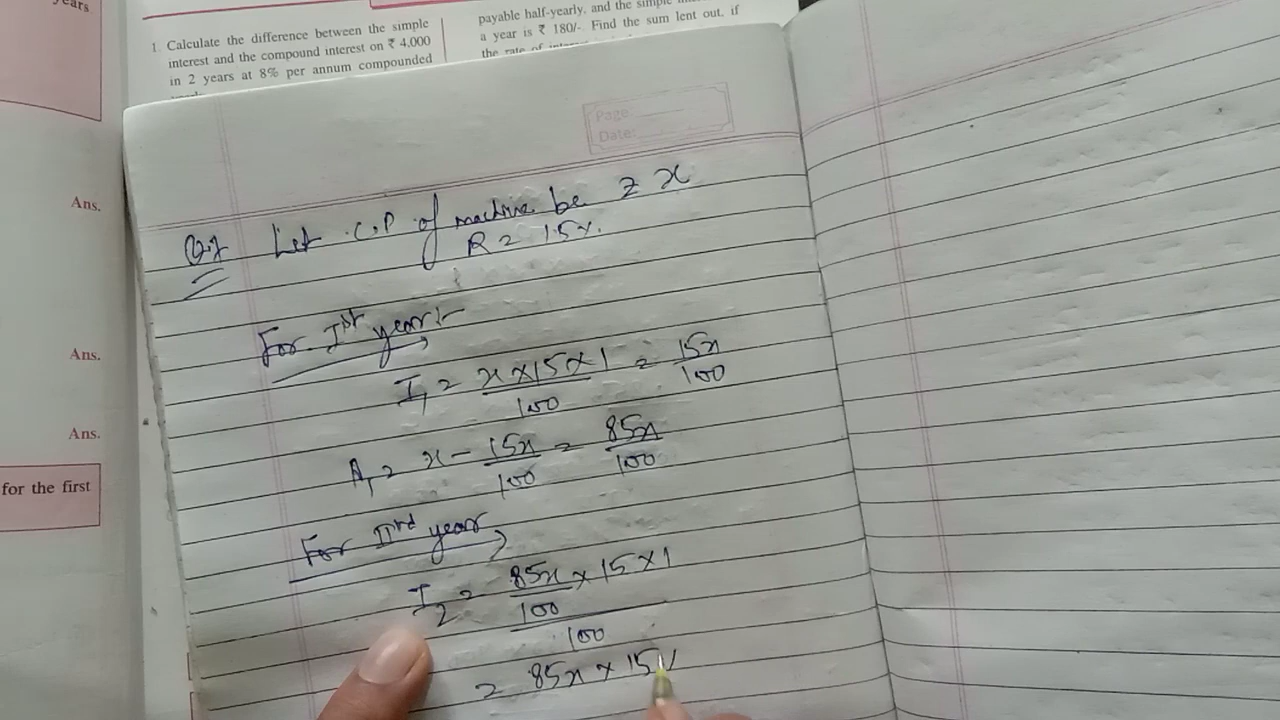 years
1. Calculate the difference between the simple
interest and the compound interest on ₹ 4,000
in 2 years at 8% per annum compounded
payable half-yearly, and the simple
a year is ₹ 180/-. Find the sum lent out, if
the rate of
Ans.
Ans.
Ans.
for the first
Page:
Date:
Q.7 Let C.P of machine be ₹ x
R = 15%.
For Ist year:-
I₁ = x×15×1/100 = 15x/100
A₁ = x - 15x/100 = 85x/100
For IInd year
I₂ = 85x/100 × 15 × 1/100
= 85x × 15